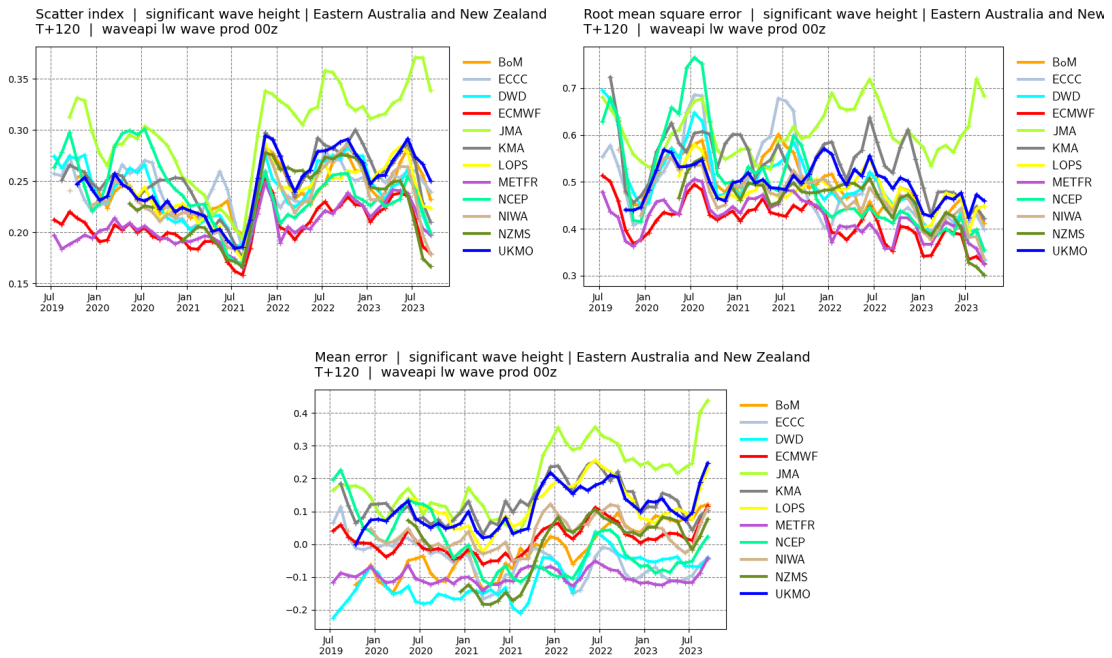 Scatter index | significant wave height | Eastern Australia and New Zealand
T+120 | waveapi lw wave prod 00z
0.35
0.30
0.25
0.20
0.15
Jul 2019
Jan 2020
Jul 2020
Jan 2021
Jul 2021
Jan 2022
Jul 2022
Jan 2023
Jul 2023
BoM
ECCC
DWD
ECMWF
JMA
KMA
LOPS
METFR
NCEP
NIWA
NZMS
UKMO
Root mean square error | significant wave height | Eastern Australia and New
T+120 | waveapi lw wave prod 00z
0.7
0.6
0.5
0.4
0.3
Jul 2019
Jan 2020
Jul 2020
Jan 2021
Jul 2021
Jan 2022
Jul 2022
Jan 2023
Jul 2023
BoM
ECCC
DWD
ECMWF
JMA
KMA
LOPS
METFR
NCEP
NIWA
NZMS
UKMO
Mean error | significant wave height | Eastern Australia and New Zealand
T+120 | waveapi lw wave prod 00z
0.4
0.3
0.2
0.1
0.0
−0.1
−0.2
Jul 2019
Jan 2020
Jul 2020
Jan 2021
Jul 2021
Jan 2022
Jul 2022
Jan 2023
Jul 2023
BoM
ECCC
DWD
ECMWF
JMA
KMA
LOPS
METFR
NCEP
NIWA
NZMS
UKMO